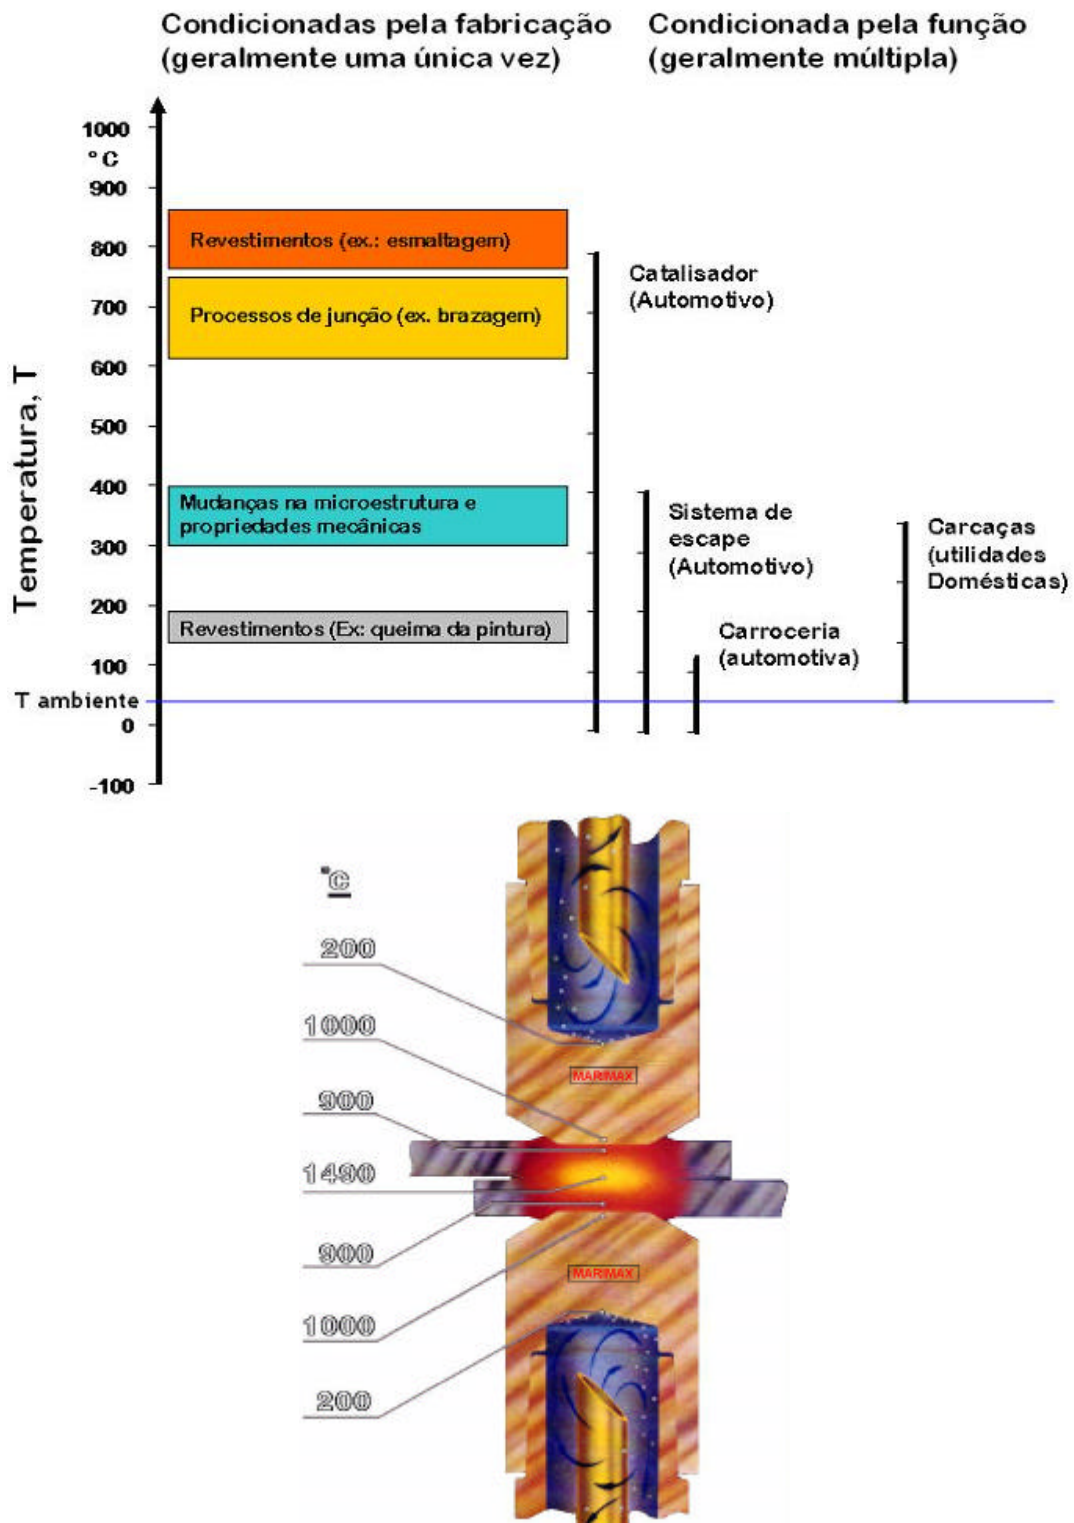 Condicionadas pela fabricação
(geralmente uma única vez)
Condicionada pela função
(geralmente múltipla)
Temperatura, T
1000
°C
900
800
700
600
500
400
300
200
100
T ambiente
0
-100
Revestimentos (ex.: esmaltagem)
Processos de junção (ex. brazagem)
Mudanças na microestrutura e
propriedades mecânicas
Revestimentos (Ex: queima da pintura)
Catalisador
(Automotivo)
Sistema de
escape
(Automotivo)
Carroceria
(automotiva)
Carcaças
(utilidades
Domésticas)
°C
200
1000
900
1490
900
1000
200
MARIMAX
MARIMAX